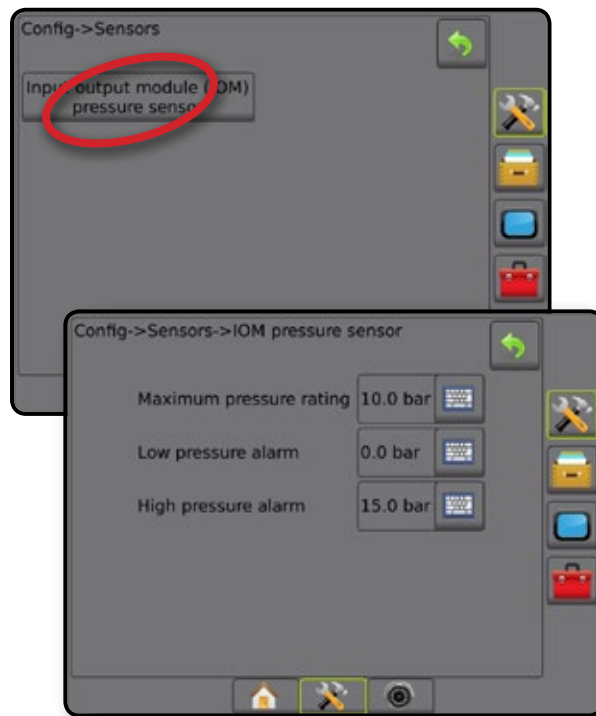 Config->Sensors
Input output module (IOM)
pressure sensor
Config->Sensors->IOM pressure sensor
Maximum pressure rating 10.0 bar
Low pressure alarm 0.0 bar
High pressure alarm 15.0 bar